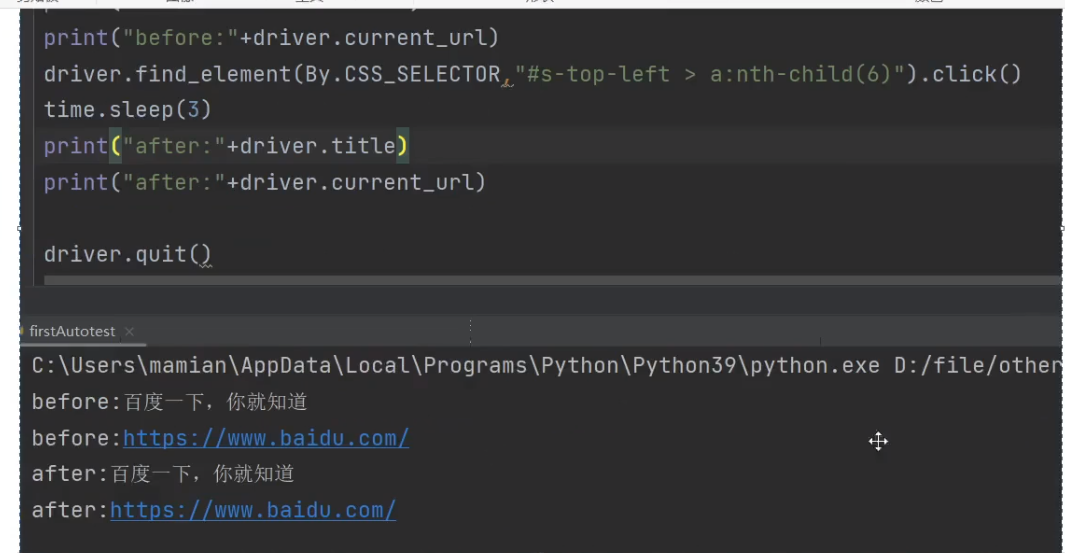 print("before:"+driver.current_url)
driver.find_element(By.CSS_SELECTOR,"#s-top-left > a:nth-child(6)").click()
time.sleep(3)
print("after:"+driver.title)
print("after:"+driver.current_url)
driver.quit()
firstAutotest ×
C:\Users\mamian\AppData\Local\Programs\Python\Python39\python.exe D:/file/other
before:百度一下，你就知道
before:https://www.baidu.com/
after:百度一下，你就知道
after:https://www.baidu.com/